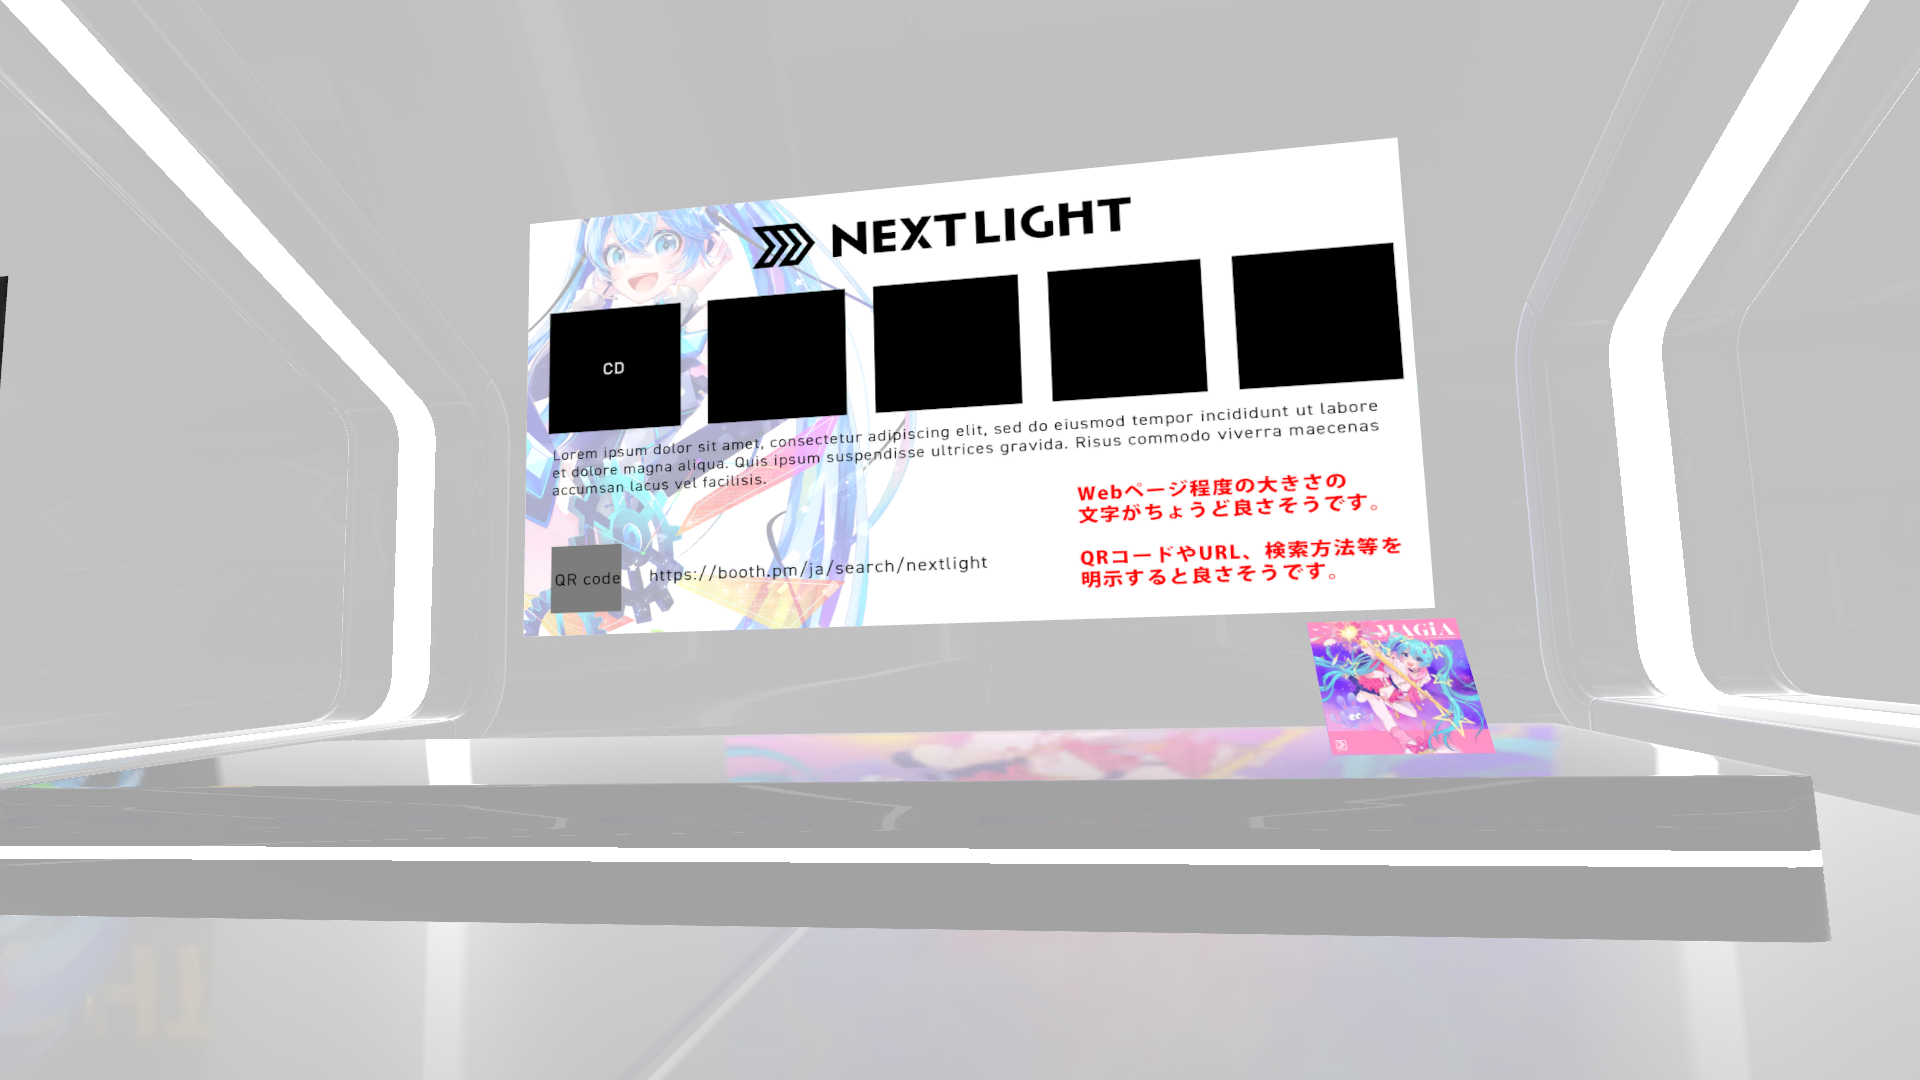 NEXTLIGHT
CD
Lorem ipsum dolor sit amet, consectetur adipiscing elit, sed do eiusmod tempor incididunt ut labore
et dolore magna aliqua. Quis ipsum suspendisse ultrices gravida. Risus commodo viverra maecenas
accumsan lacus vel facilisis.
Webページ程度の大きさの
文字がちょうど良さそうです。
QRコードやURL、検索方法等を
明示すると良さそうです。
QR code
https://booth.pm/ja/search/nextlight
MAGiA